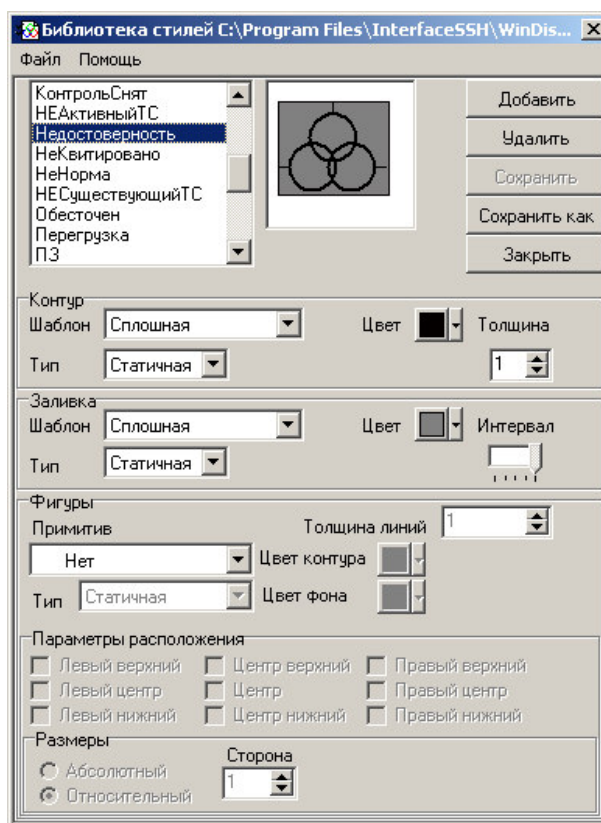 Библиотека стилей C:\Program Files\InterfaceSSH\WinDis...
Файл Помощь
КонтрольСнят
НЕАктивныйТС
Недостоверность
НеКвитировано
НеНорма
НЕСуществующийТС
Обесточен
Перегрузка
ПЗ
Добавить
Удалить
Сохранить
Сохранить как
Закрыть
Контур
Шаблон Сплошная Цвет Толщина
Тип Статичная 1
Заливка
Шаблон Сплошная Цвет Интервал
Тип Статичная
Фигуры
Примитив Толщина линий 1
Нет Цвет контура
Тип Статичная Цвет фона
Параметры расположения
Левый верхний Центр верхний Правый верхний
Левый центр Центр Правый центр
Левый нижний Центр нижний Правый нижний
Размеры
Абсолютный Сторона
Относительный 1